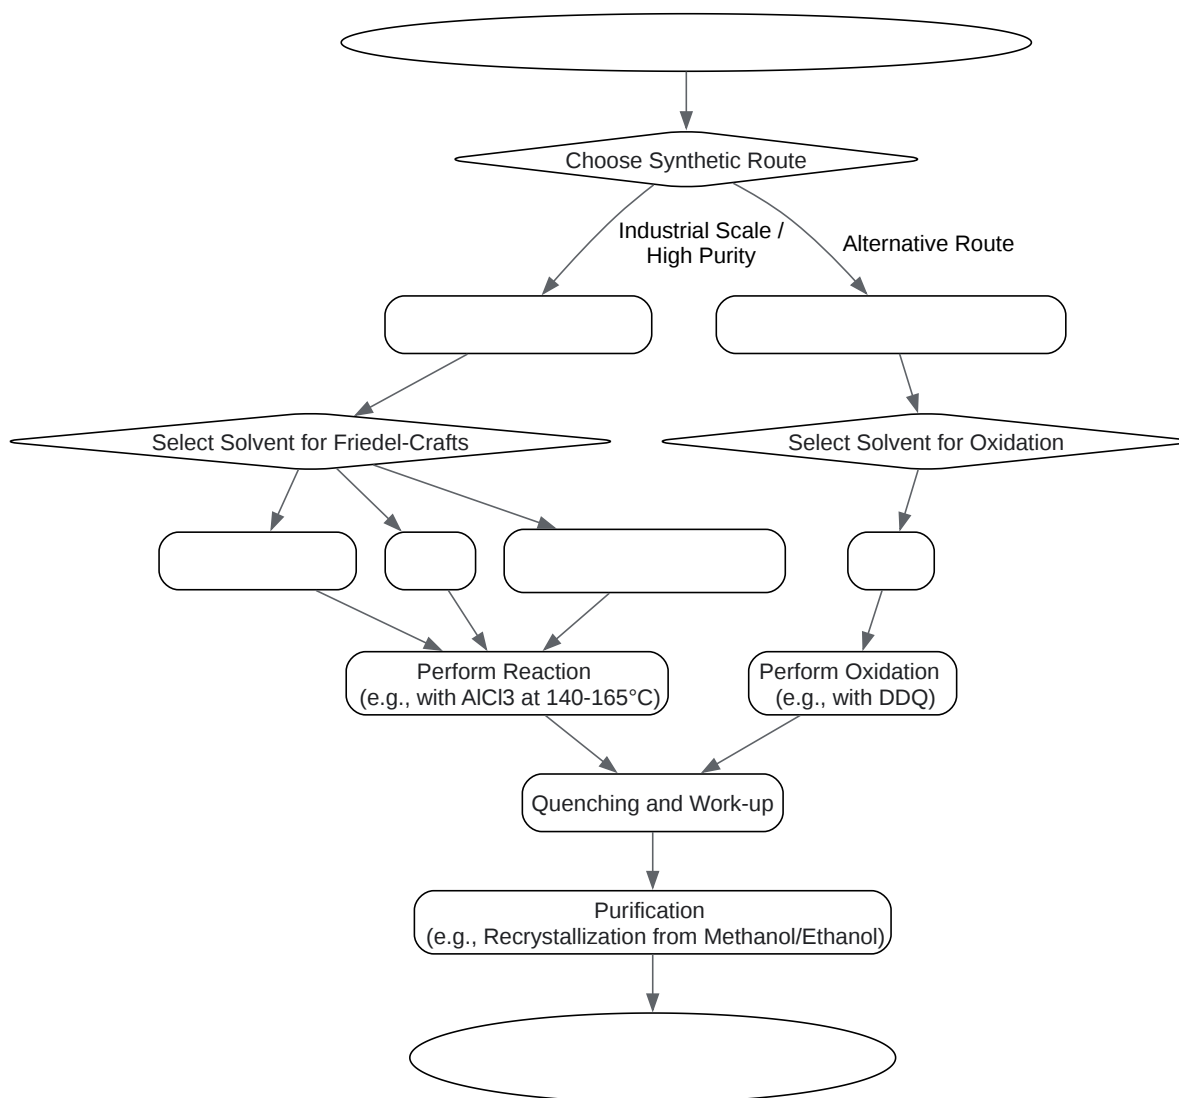 Choose Synthetic Route
Industrial Scale /
High Purity
Alternative Route
Select Solvent for Friedel-Crafts
Select Solvent for Oxidation
Perform Reaction
(e.g., with AlCl3 at 140-165°C)
Perform Oxidation
(e.g., with DDQ)
Quenching and Work-up
Purification
(e.g., Recrystallization from Methanol/Ethanol)